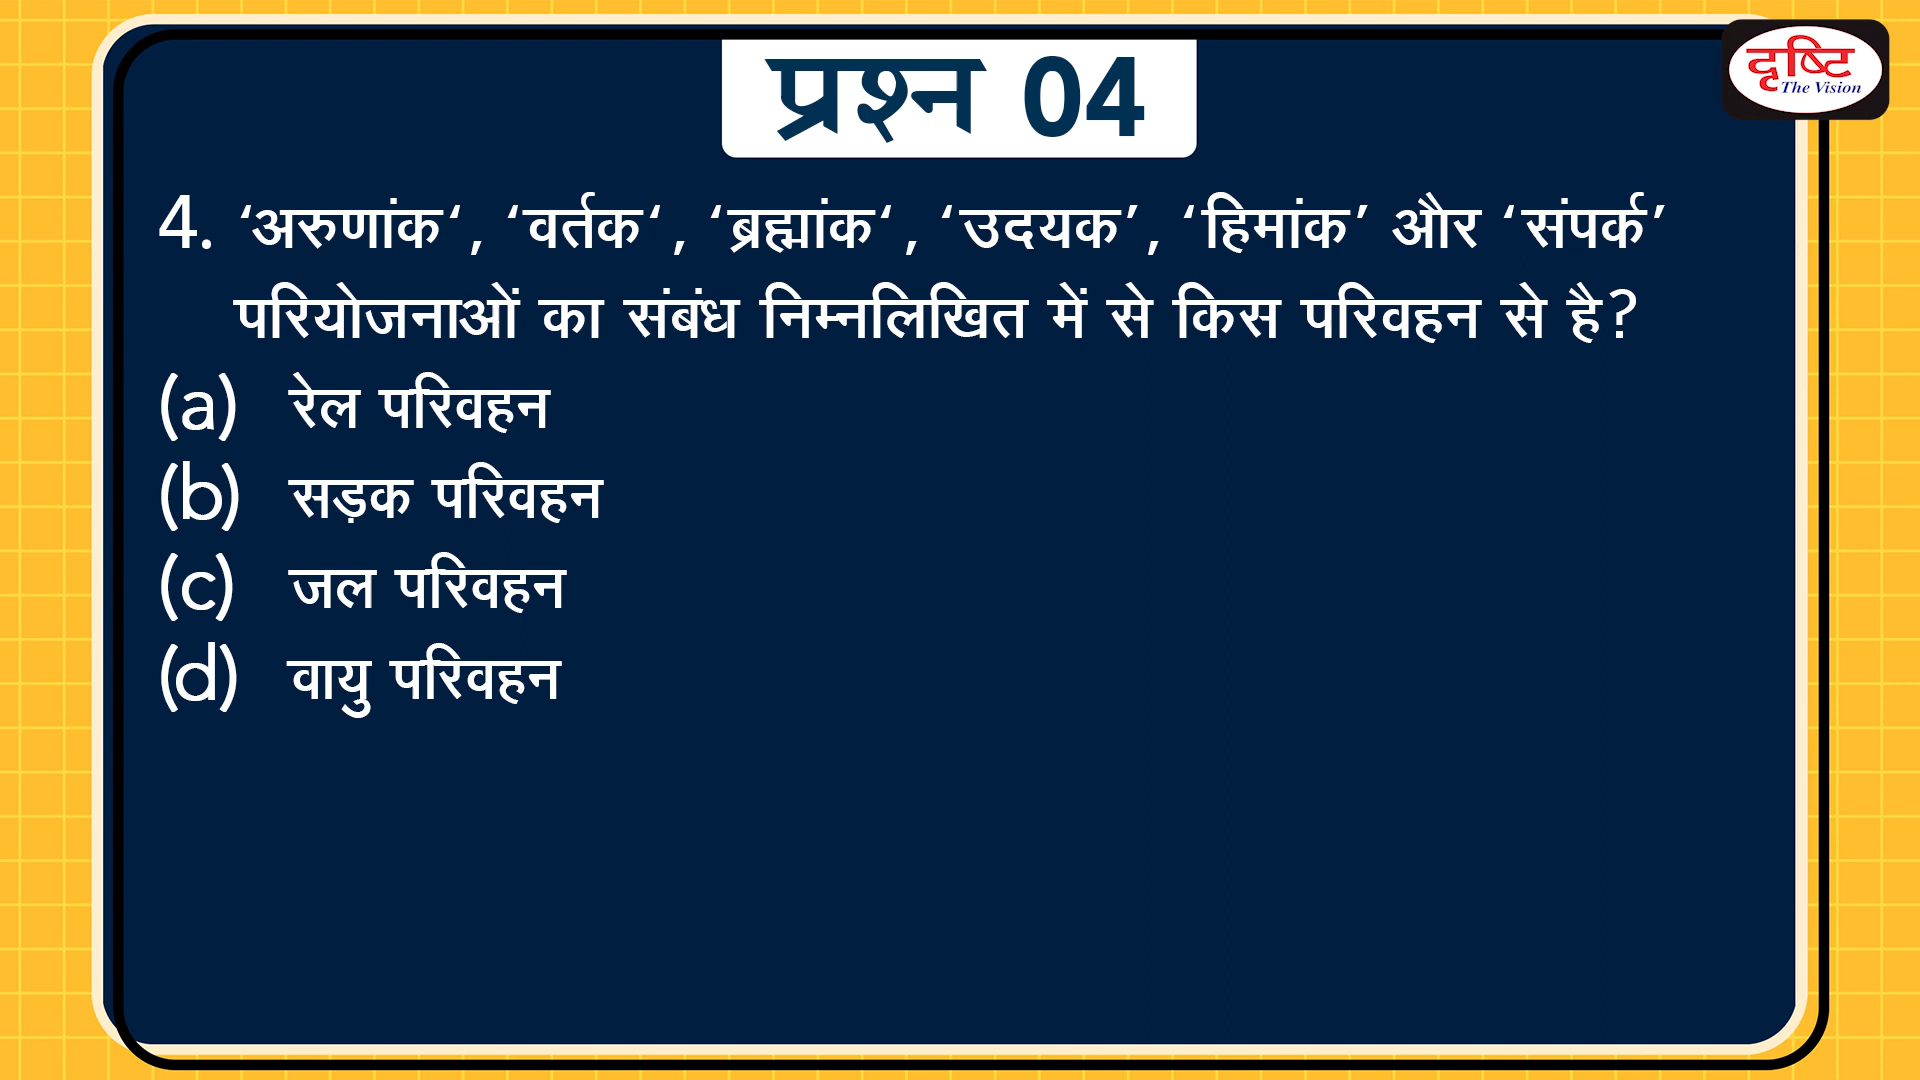 प्रश्न 04
दृष्टि
The Vision
4. ‘अरुणांक‘, ‘वर्तक‘, ‘ब्रह्मांक‘, ‘उदयक’, ‘हिमांक’ और ‘संपर्क’
परियोजनाओं का संबंध निम्नलिखित में से किस परिवहन से है?
(a) रेल परिवहन
(b) सड़क परिवहन
(c) जल परिवहन
(d) वायु परिवहन